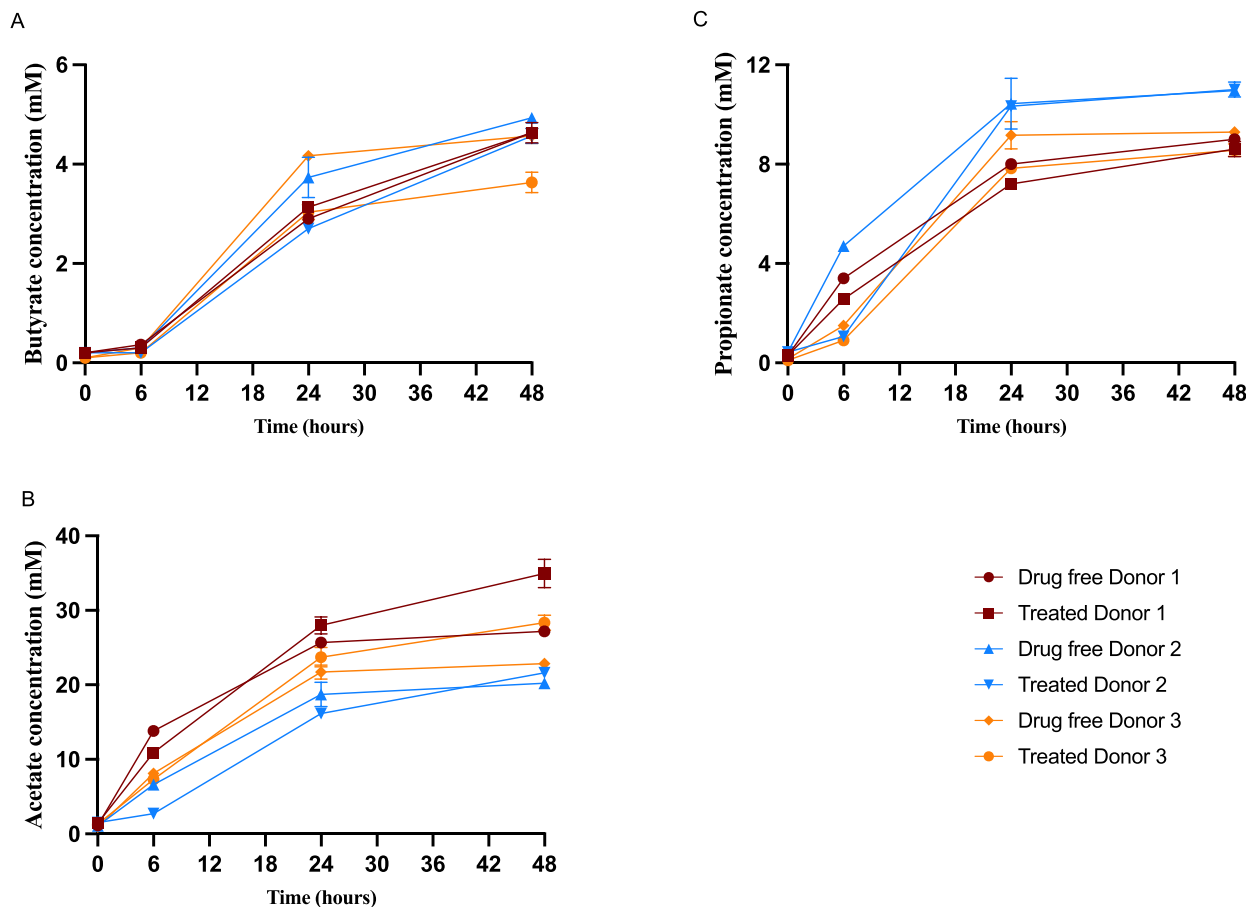 A
Butyrate concentration (mM)
6
4
2
0
0 6 12 18 24 30 36 42 48
Time (hours)
C
Propionate concentration (mM)
12
8
4
0
0 6 12 18 24 30 36 42 48
Time (hours)
B
Acetate concentration (mM)
40
30
20
10
0
0 6 12 18 24 30 36 42 48
Time (hours)
Drug free Donor 1
Treated Donor 1
Drug free Donor 2
Treated Donor 2
Drug free Donor 3
Treated Donor 3